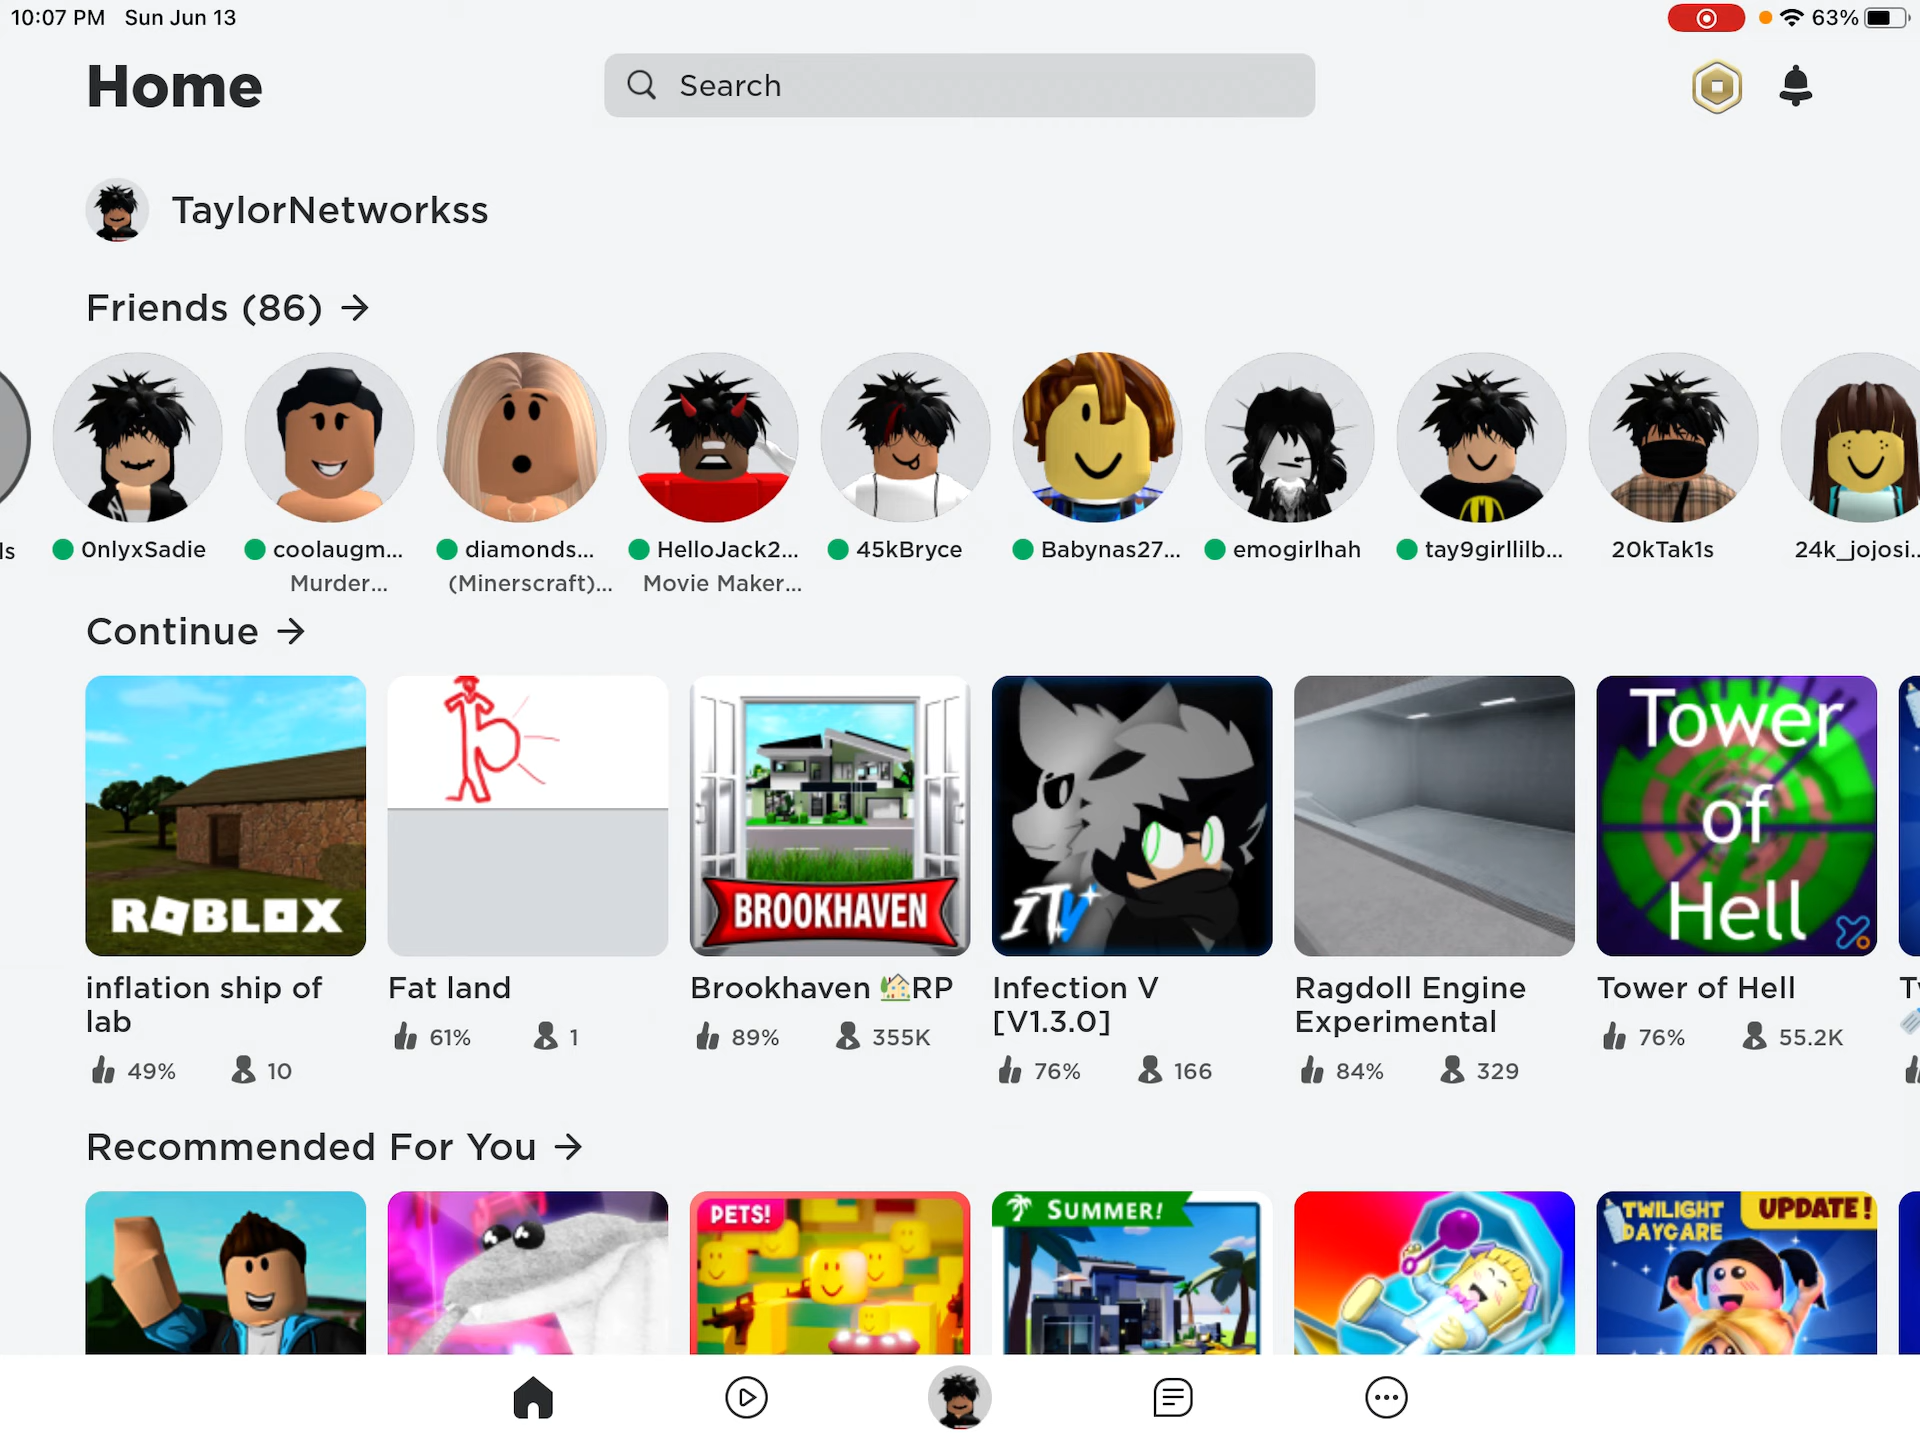 10:07 PM Sun Jun 13
63%
Home
Search
TaylorNetworkss
Friends (86) →
ls
0nlyxSadie
coolaugm...
diamonds...
HelloJack2...
45kBryce
Babynas27...
emogirlhah
tay9girllilb...
20kTak1s
24k_jojosi...
Murder...
(Minerscraft)...
Movie Maker...
Continue →
ROBLOX
BROOKHAVEN
ITV
Tower
of
Hell
inflation ship of
lab
49% 10
Fat land
61% 1
Brookhaven 🏡RP
89% 355K
Infection V
[V1.3.0]
76% 166
Ragdoll Engine
Experimental
84% 329
Tower of Hell
76% 55.2K
Recommended For You →
PETS!
SUMMER!
TWILIGHT
DAYCARE
UPDATE!